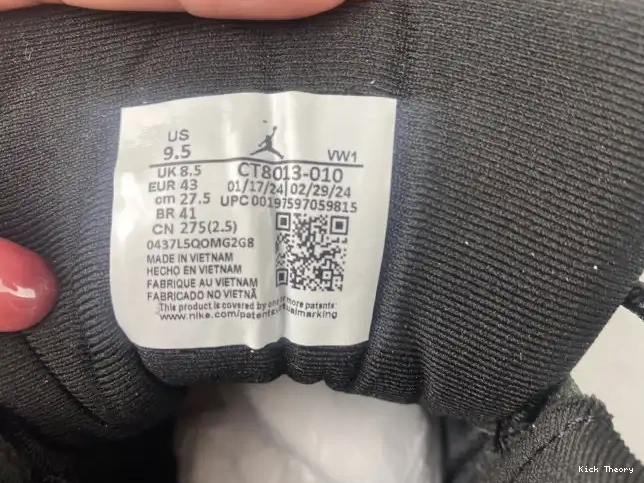 US
9.5
VW1
UK 8.5
CT8013-010
EUR 43
01/17/24 02/29/24
cm 27.5
UPC 00197597059815
BR 41
CN 275(2.5)
0437L5QOMG2G8
MADE IN VIETNAM
HECHO EN VIETNAM
FABRIQUE AU VIETNAM
FABRICADO NO VIETNÃ
This product is covered by one or more patents:
www.nike.com/patents
Kick Theory